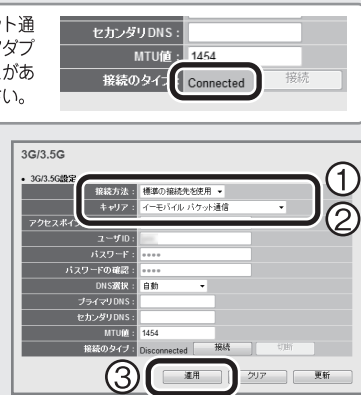 ット通
セカンダリDNS：
アダプ
MTU値： 1454
があ
接続のタイプ： Connected 接続
さい。
3G/3.5G
• 3G/3.5G設定
接続方法： 標準の接続先を使用 ①
キャリア： イーモバイル パケット通信 ②
アクセスポイン
ユーザID：
パスワード： ****
パスワードの確認： ****
DNS選択： 自動
プライマリDNS：
セカンダリDNS：
MTU値： 1454
接続のタイプ： Disconnected 接続 切断
③ 適用 クリア 更新